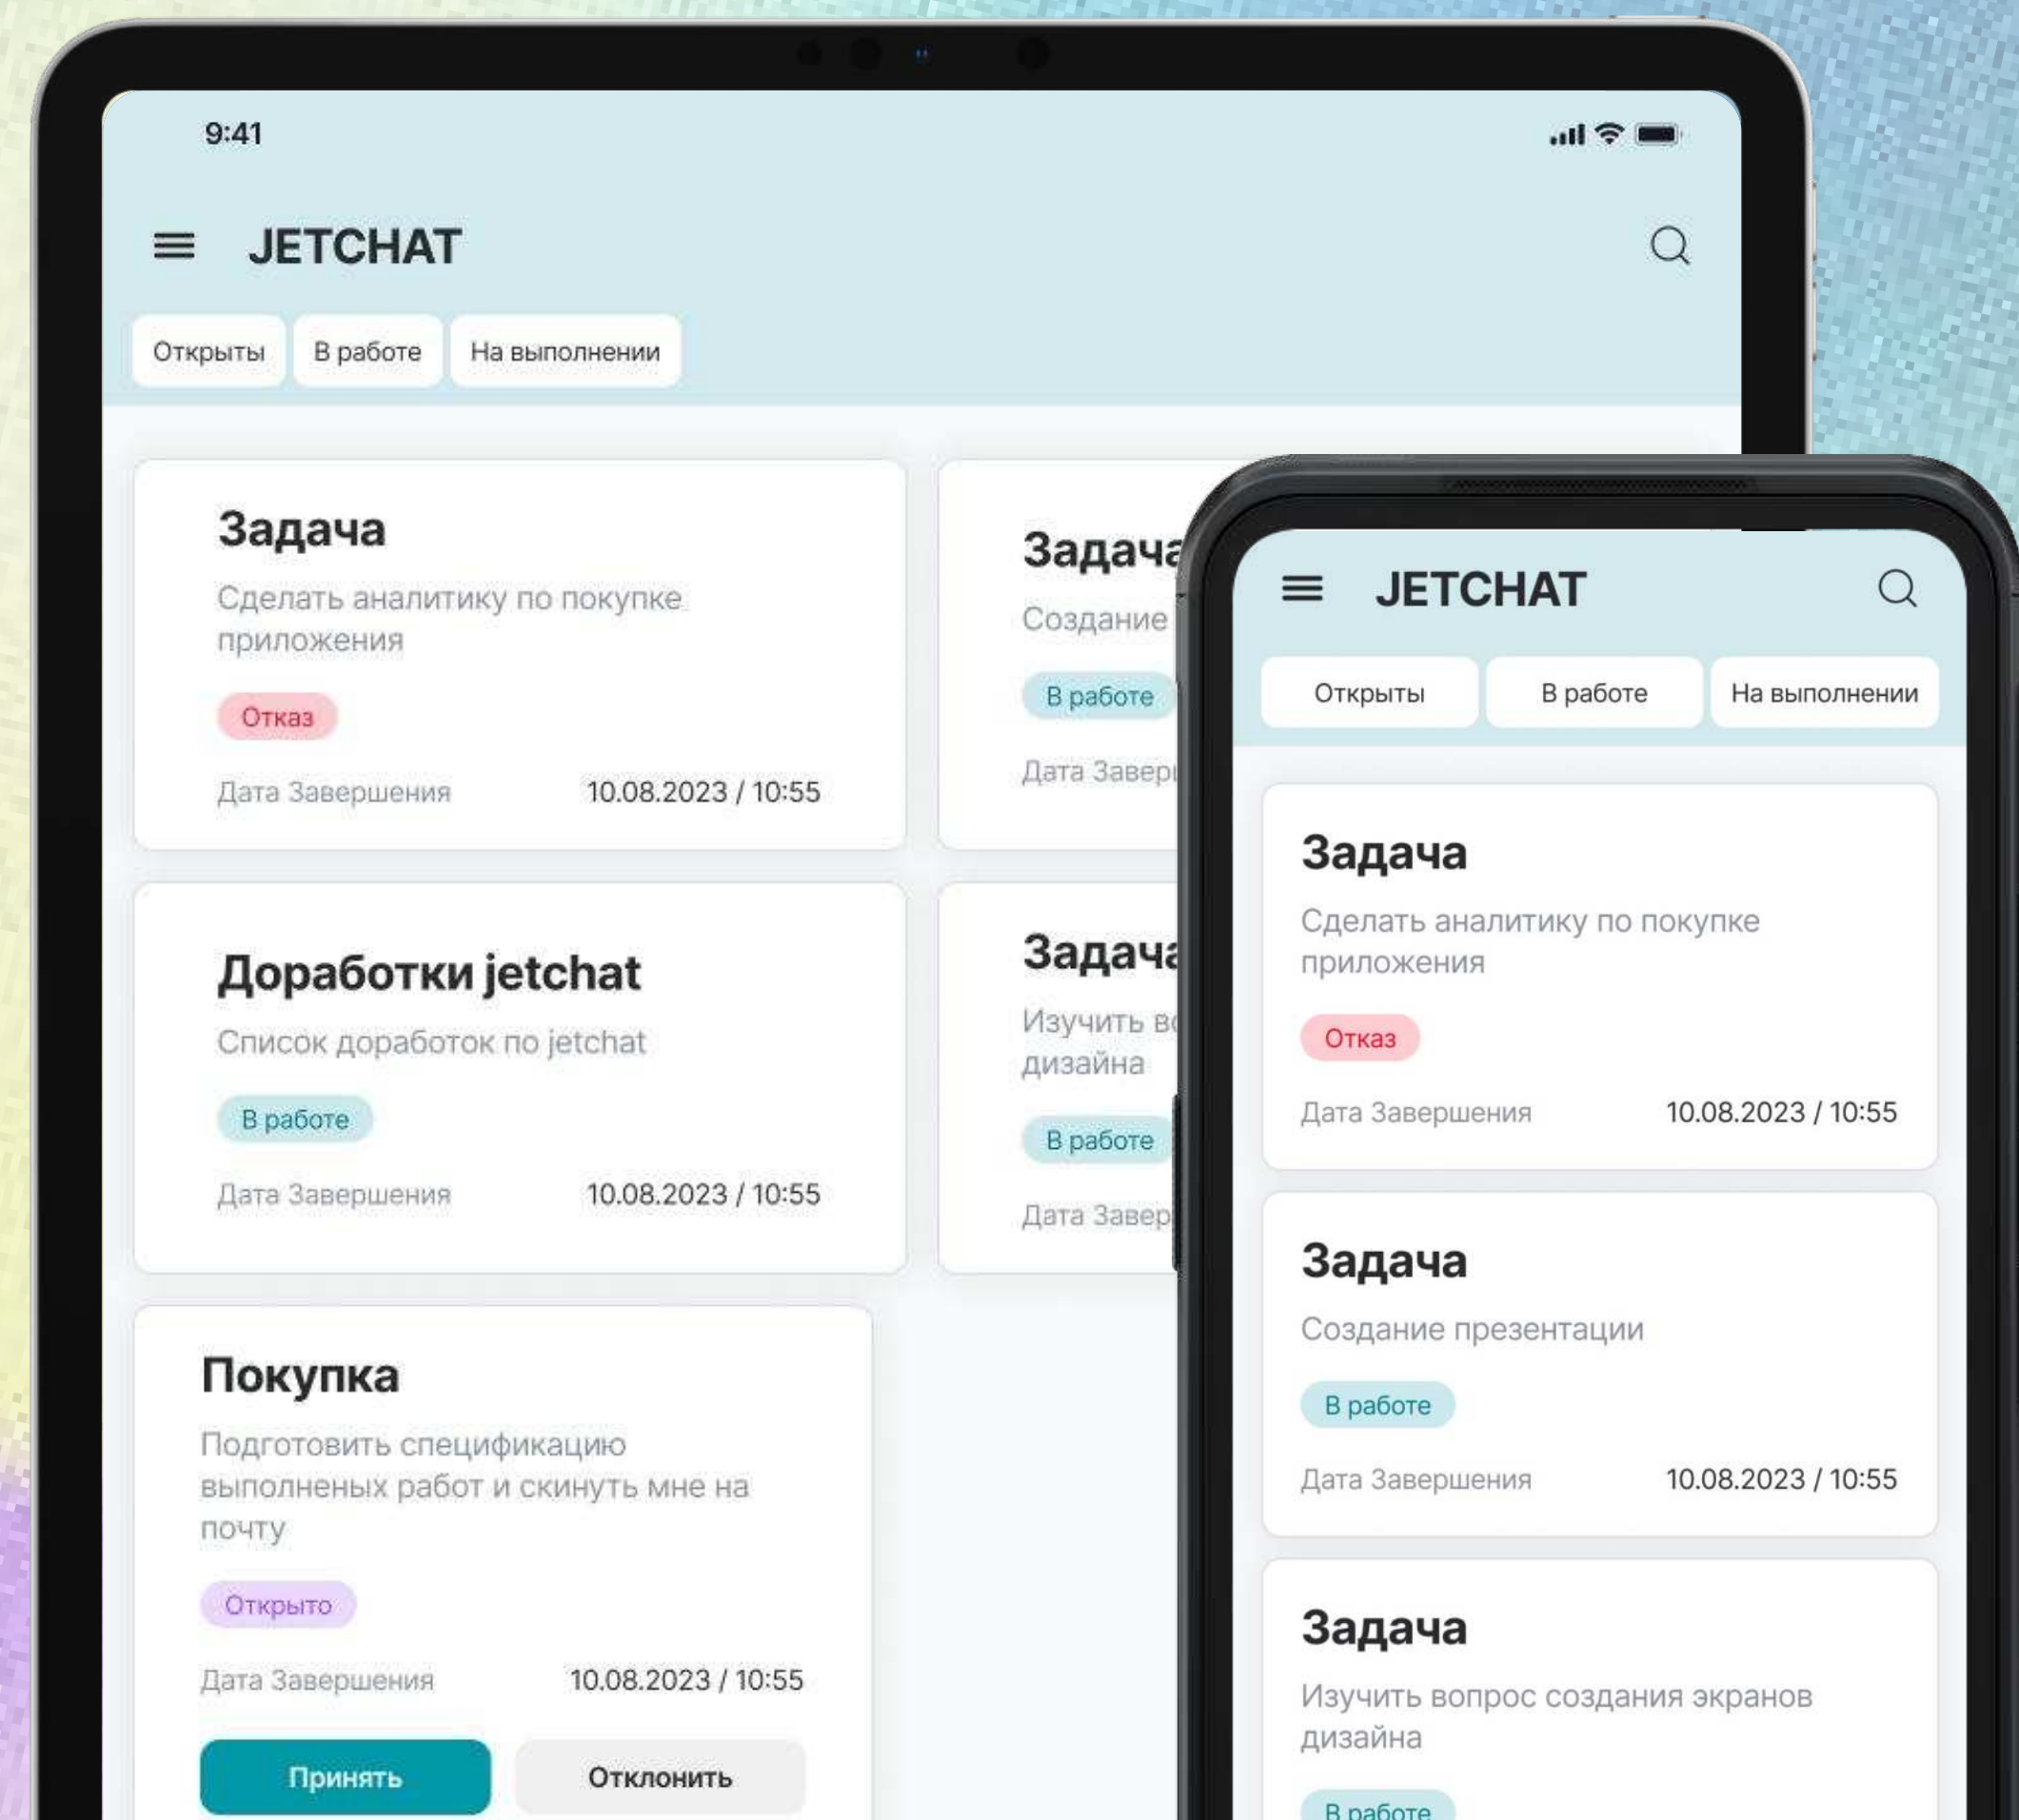 9:41
JETCHAT
Открыты
В работе
На выполнении
Задача
Сделать аналитику по покупке
приложения
Отказ
Дата Завершения 10.08.2023 / 10:55
Задача
Создание
В работе
Дата
Доработки jetchat
Список доработок по jetchat
В работе
Дата Завершения 10.08.2023 / 10:55
Задача
Изучить
дизайна
В работе
Дата
Покупка
Подготовить спецификацию
выполненых работ и скинуть мне на
почту
Открыто
Дата Завершения 10.08.2023 / 10:55
Принять
Отклонить
JETCHAT
Открыты
В работе
На выполнении
Задача
Сделать аналитику по покупке
приложения
Отказ
Дата Завершения 10.08.2023 / 10:55
Задача
Создание презентации
В работе
Дата Завершения 10.08.2023 / 10:55
Задача
Изучить вопрос создания экранов
дизайна
В работе